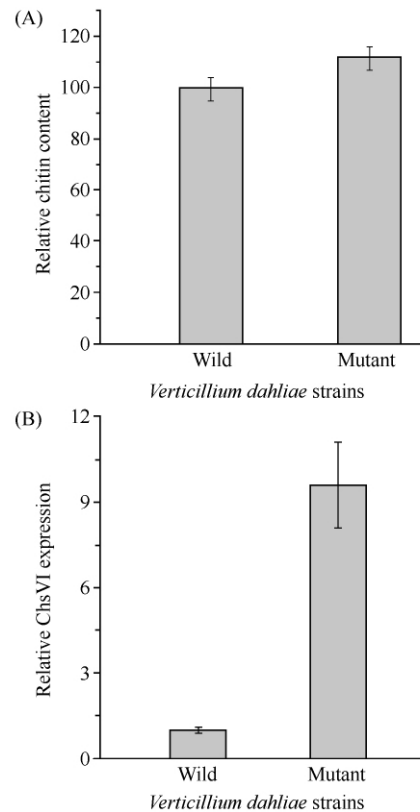 (A)
Relative chitin content
120
100
80
60
40
20
0
Wild Mutant
Verticillium dahliae strains
(B)
Relative ChsVI expression
12
9
6
3
0
Wild Mutant
Verticillium dahliae strains